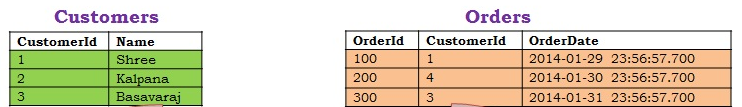 Customers Orders
CustomerId Name OrderId CustomerId OrderDate
1 Shree 100 1 2014-01-29 23:56:57.700
2 Kalpana 200 4 2014-01-30 23:56:57.700
3 Basavaraj 300 3 2014-01-31 23:56:57.700